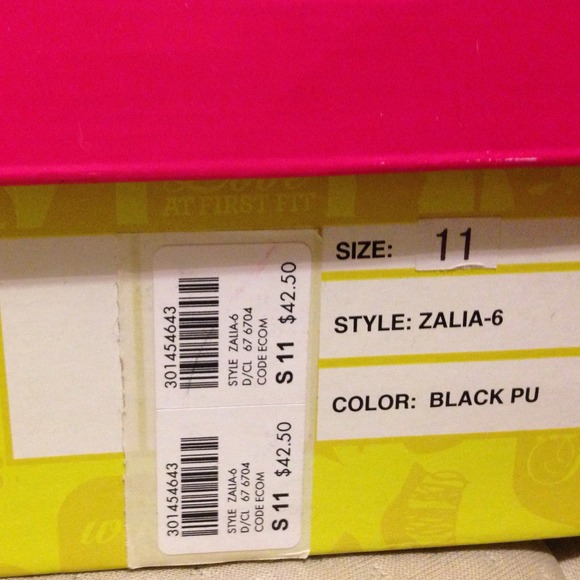 AT FIRST FIT
SIZE: 11
STYLE: ZALIA-6
COLOR: BLACK PU
301454643
STYLE ZALIA-6
D/CL 67 6704
CODE ECOM
S 11 $42.50
301454643
STYLE ZALIA-6
D/CL 67 6704
CODE ECOM
S 11 $42.50